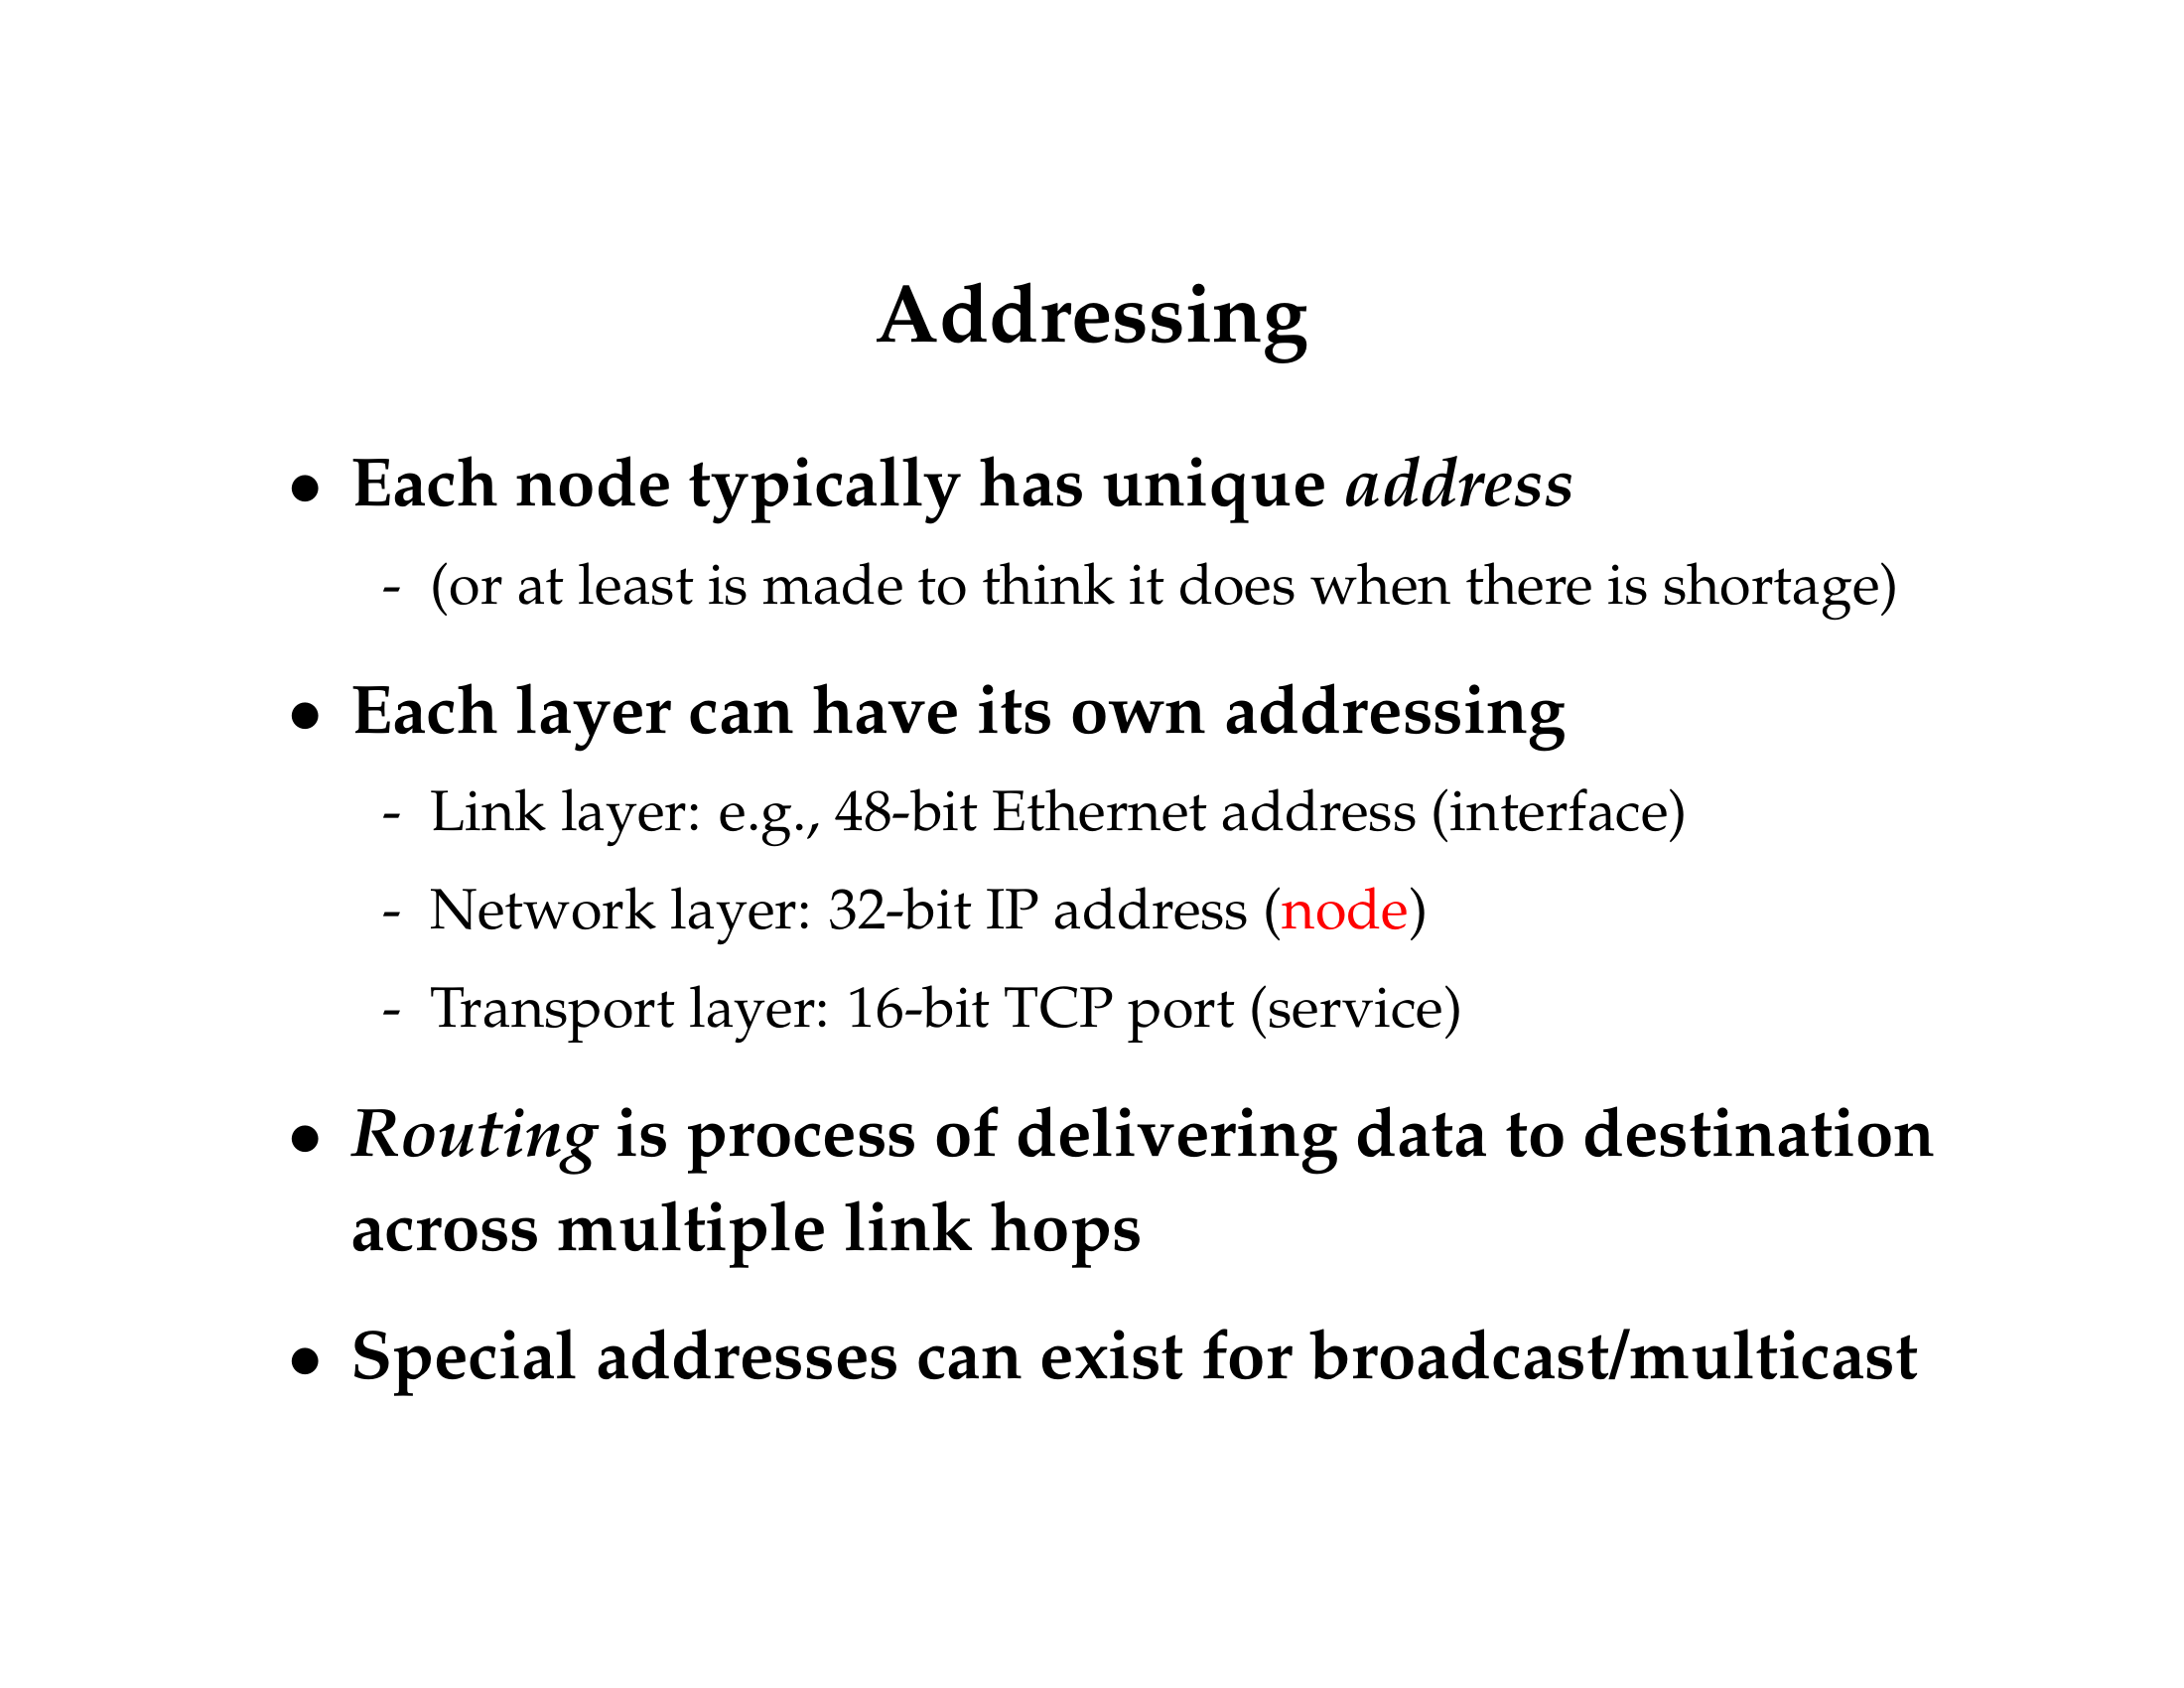 Addressing
• Each node typically has unique address
- (or at least is made to think it does when there is shortage)
• Each layer can have its own addressing
- Link layer: e.g., 48-bit Ethernet address (interface)
- Network layer: 32-bit IP address (node)
- Transport layer: 16-bit TCP port (service)
• Routing is process of delivering data to destination
across multiple link hops
• Special addresses can exist for broadcast/multicast